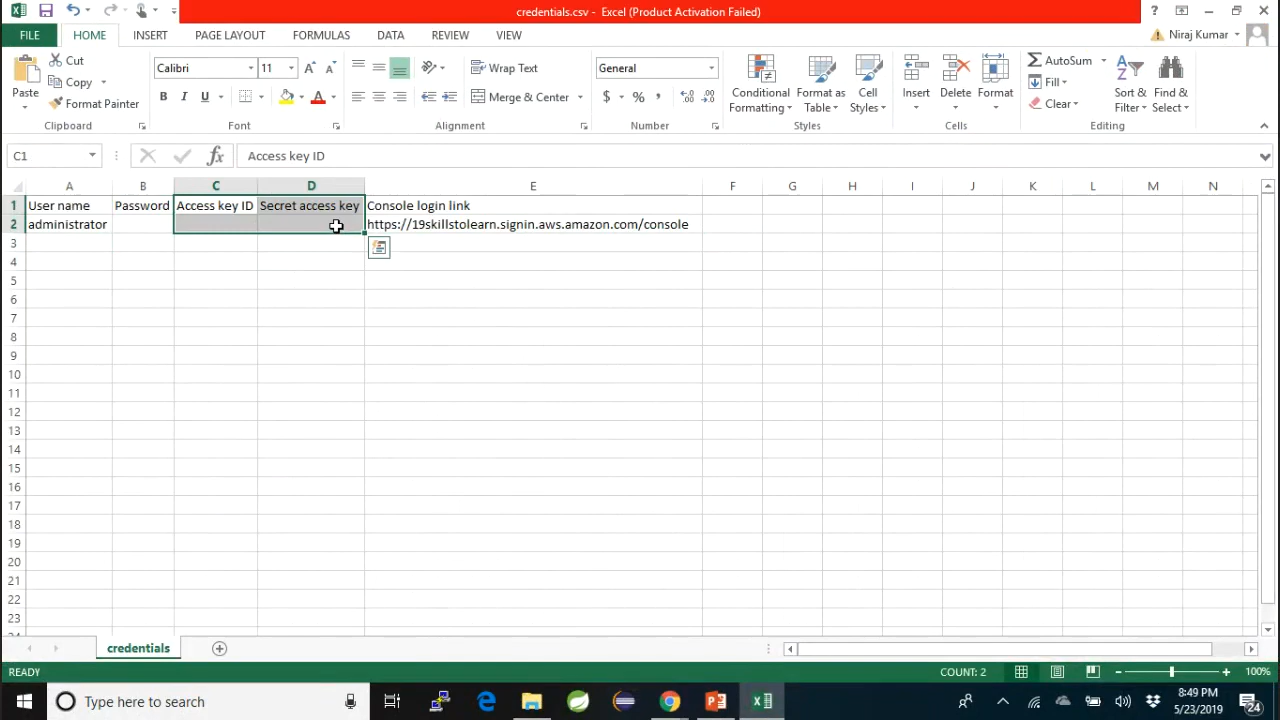 credentials.csv - Excel (Product Activation Failed)
FILE HOME INSERT PAGE LAYOUT FORMULAS DATA REVIEW VIEW Niraj Kumar
Paste
Cut
Copy
Format Painter
Clipboard
Calibri 11
B I U A
Font
Wrap Text
Merge & Center
Alignment
General
$ % ,
Number
Conditional Formatting
Format as Table
Cell Styles
Styles
Insert
Delete
Format
Cells
AutoSum
Fill
Clear
Sort & Filter
Find & Select
Editing
C1 fx Access key ID
A B C D E F G H I J K L M N
1 User name Password Access key ID Secret access key Console login link
2 administrator https://19skillstolearn.signin.aws.amazon.com/console
3
4
5
6
7
8
9
10
11
12
13
14
15
16
17
18
19
20
21
22
23
credentials
READY COUNT: 2 100%
Type here to search
8:49 PM
5/23/2019
24